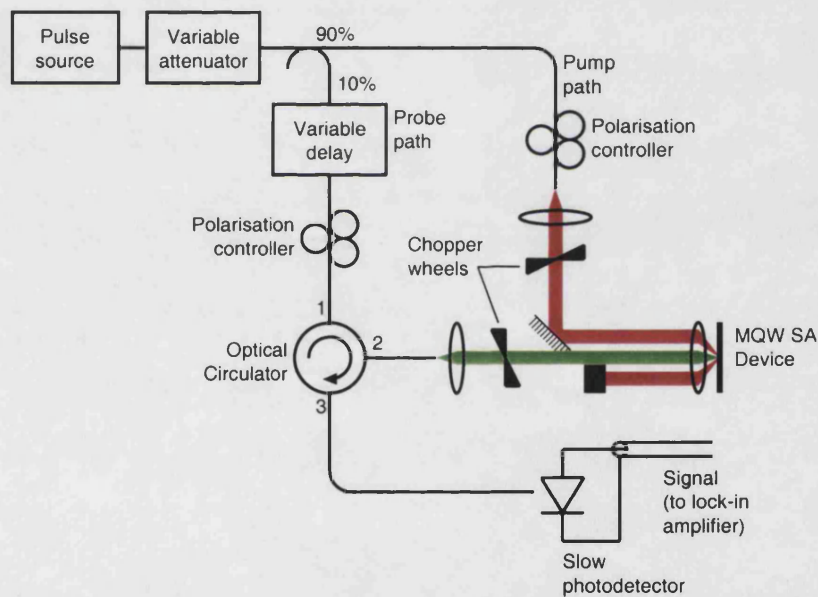 Pulse
source
Variable
attenuator
90%
10%
Pump
path
Variable
delay
Probe
path
Polarisation
controller
Polarisation
controller
Chopper
wheels
1
2
3
Optical
Circulator
MQW SA
Device
Signal
(to lock-in
amplifier)
Slow
photodetector